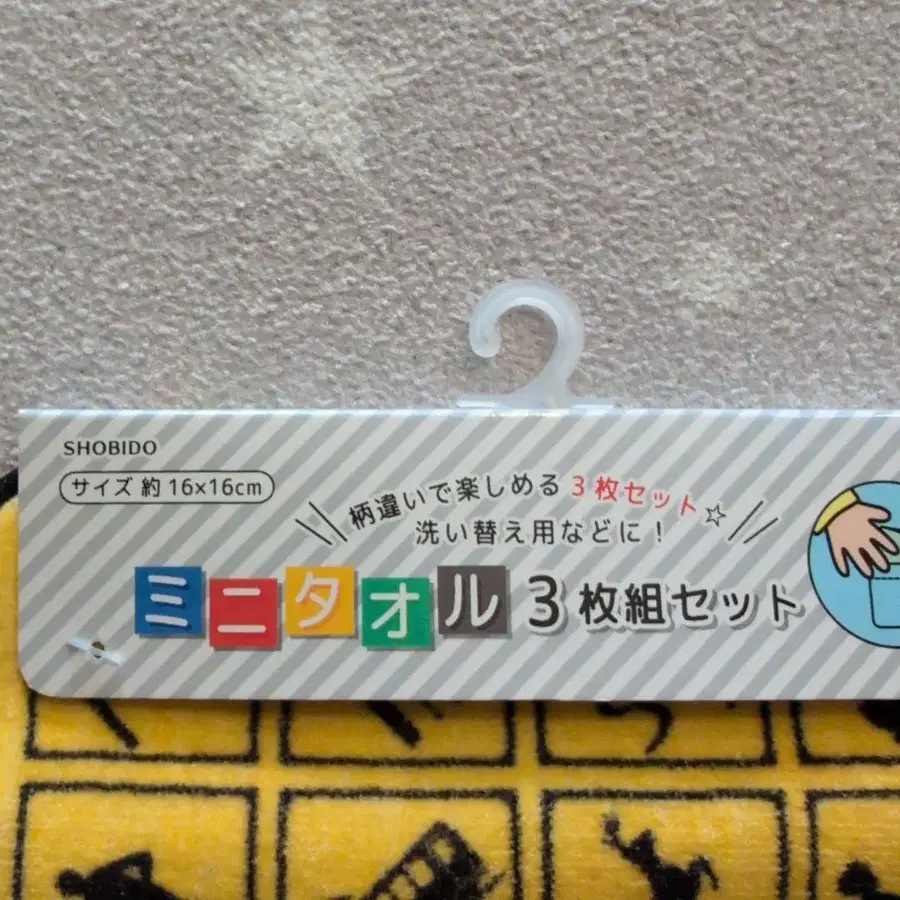 SHOBIDO
サイズ 約 16×16cm
柄違いで楽しめる 3枚セット☆
洗い替え用などに!
ミニタオル 3枚組セット